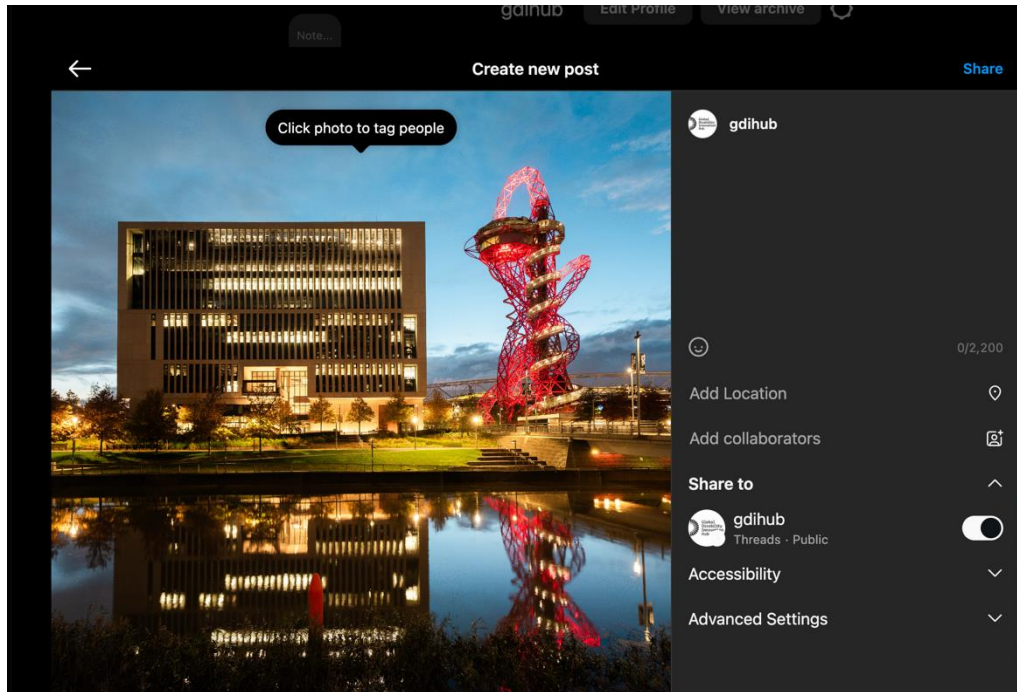 gdihub Edit Profile View archive
Note...
Create new post
Share
Click photo to tag people
gdihub
0/2,200
Add Location
Add collaborators
Share to
gdihub
Threads · Public
Accessibility
Advanced Settings